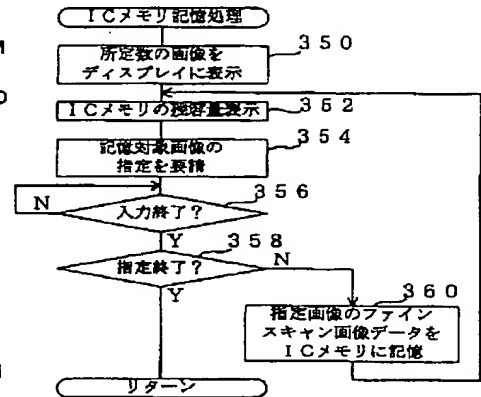 ICメモリ記憶処理
350
所定数の画像を
ディスプレイに表示
352
ICメモリの残容量表示
354
記憶対象画像の
指定を要請
356
N
入力終了?
Y
358
指定終了?
N
Y
360
指定画像のファイン
スキャン画像データを
ICメモリに記憶
リターン